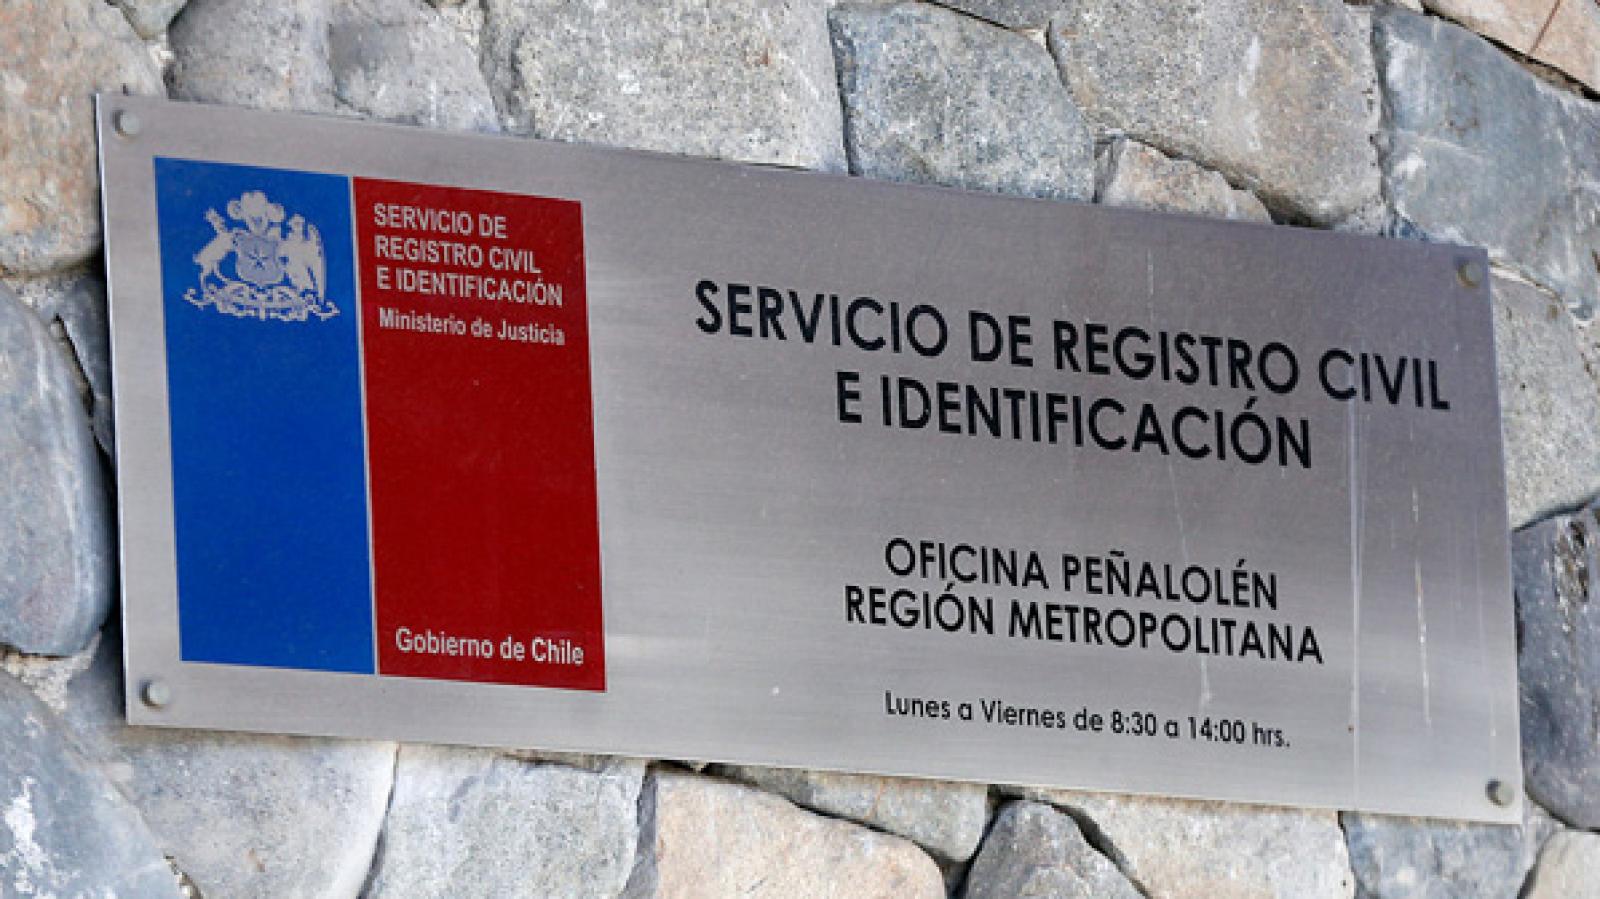 SERVICIO DE
REGISTRO CIVIL
E IDENTIFICACIÓN
Ministerio de Justicia
Gobierno de Chile
SERVICIO DE REGISTRO CIVIL
E IDENTIFICACIÓN
OFICINA PEÑALOLÉN
REGIÓN METROPOLITANA
Lunes a Viernes de 8:30 a 14:00 hrs.